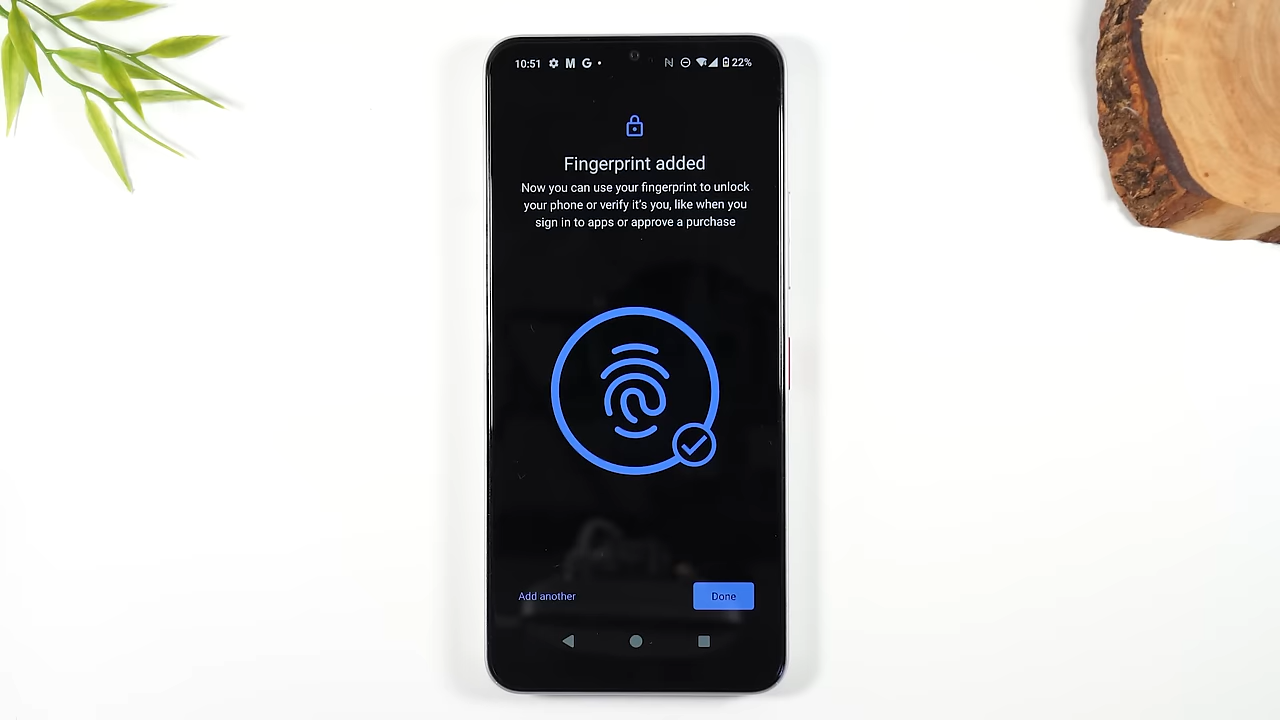 10:51 M G 22%
Fingerprint added
Now you can use your fingerprint to unlock
your phone or verify it's you, like when you
sign in to apps or approve a purchase
Add another Done